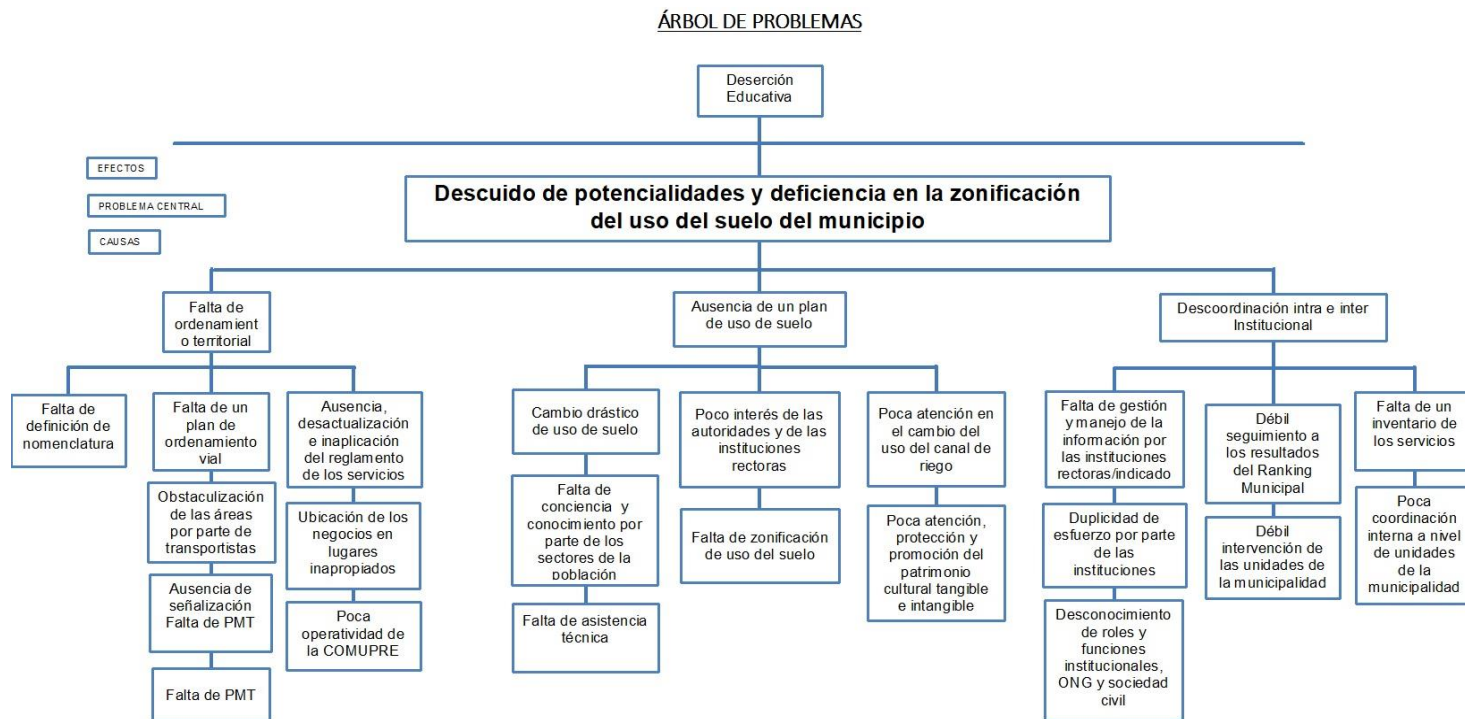 ÁRBOL DE PROBLEMAS
Deserción
Educativa
EFECTOS
PROBLEMA CENTRAL
CAUSAS
Descuido de potencialidades y deficiencia en la zonificación
del uso del suelo del municipio
Falta de
ordenamient
o territorial
Ausencia de un plan
de uso de suelo
Descoordinación intra e inter
Institucional
Falta de
definición de
nomenclatura
Falta de un
plan de
ordenamiento
vial
Obstaculización
de las áreas
por parte de
transportistas
Ausencia de
señalización
Falta de PMT
Falta de PMT
Ausencia,
desactualización
e inaplicación
del reglamento
de los servicios
Ubicación de los
negocios en
lugares
inapropiados
Poca
operatividad de
la COMUPRE
Cambio drástico
de uso de suelo
Falta de
conciencia y
conocimiento por
parte de los
sectores de la
población
Falta de asistencia
técnica
Poco interés de las
autoridades y de las
instituciones
rectoras
Falta de zonificación
de uso del suelo
Poca atención en
el cambio del
uso del canal de
riego
Poca atención,
protección y
promoción del
patrimonio
cultural tangible
e intangible
Falta de gestión
y manejo de la
información por
las instituciones
rectoras/indicado
Duplicidad de
esfuerzo por parte
de las
instituciones
Desconocimiento
de roles y
funciones
institucionales,
ONG y sociedad
civil
Débil
seguimiento a
los resultados
del Ranking
Municipal
Débil
intervención de
las unidades de
la municipalidad
Falta de un
inventario de
los servicios
Poca
coordinación
interna a nivel
de unidades
de la
municipalidad